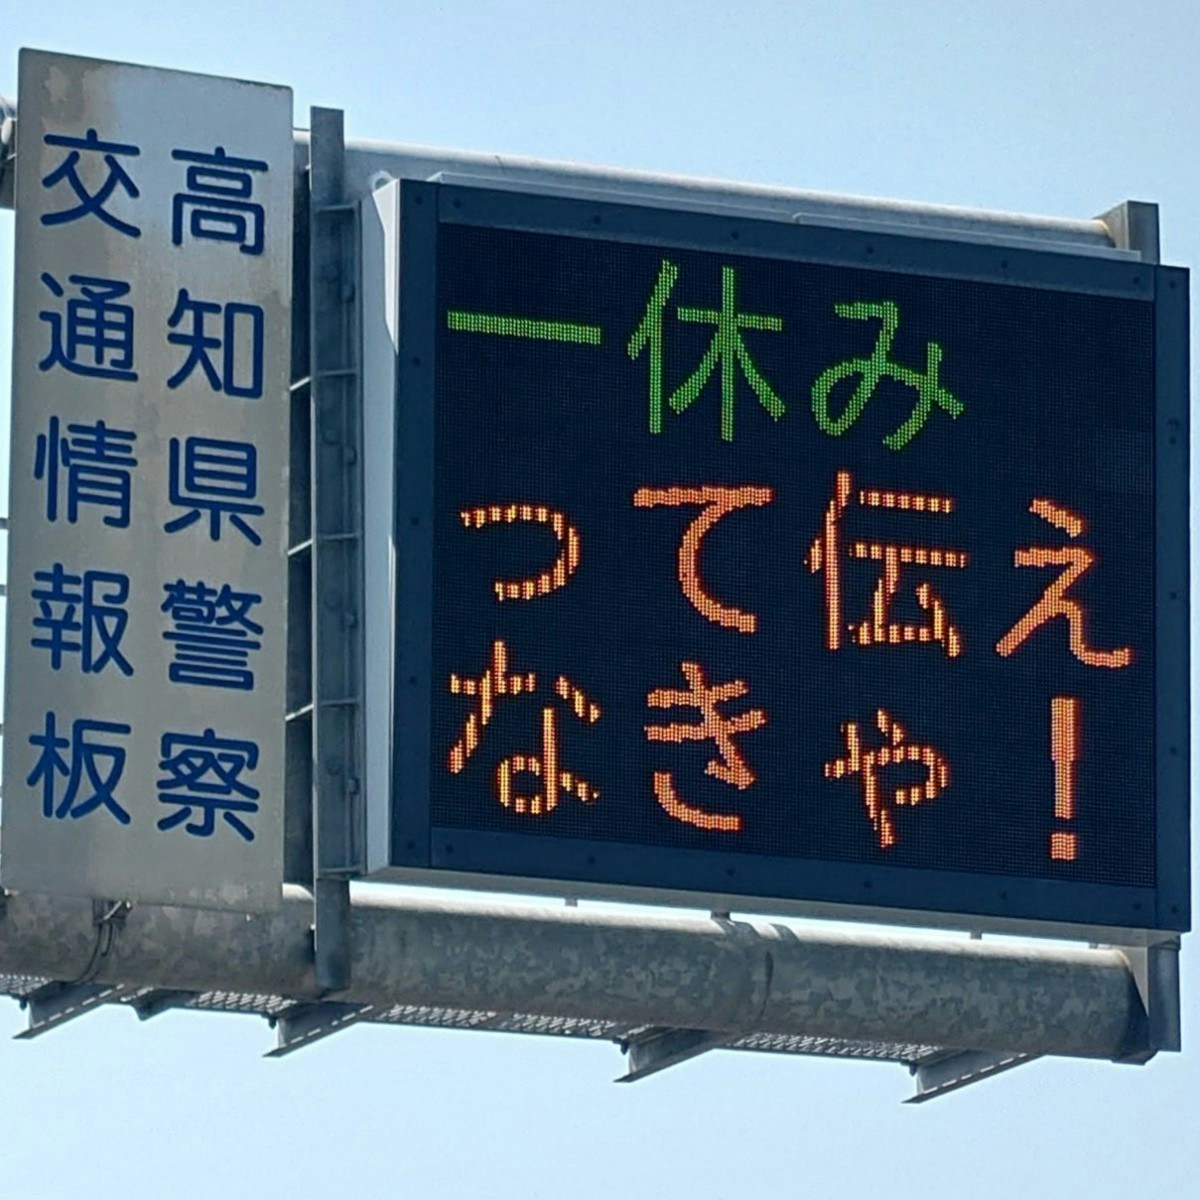 高知県警察
交通情報板
一休み
って伝え
なきゃ!